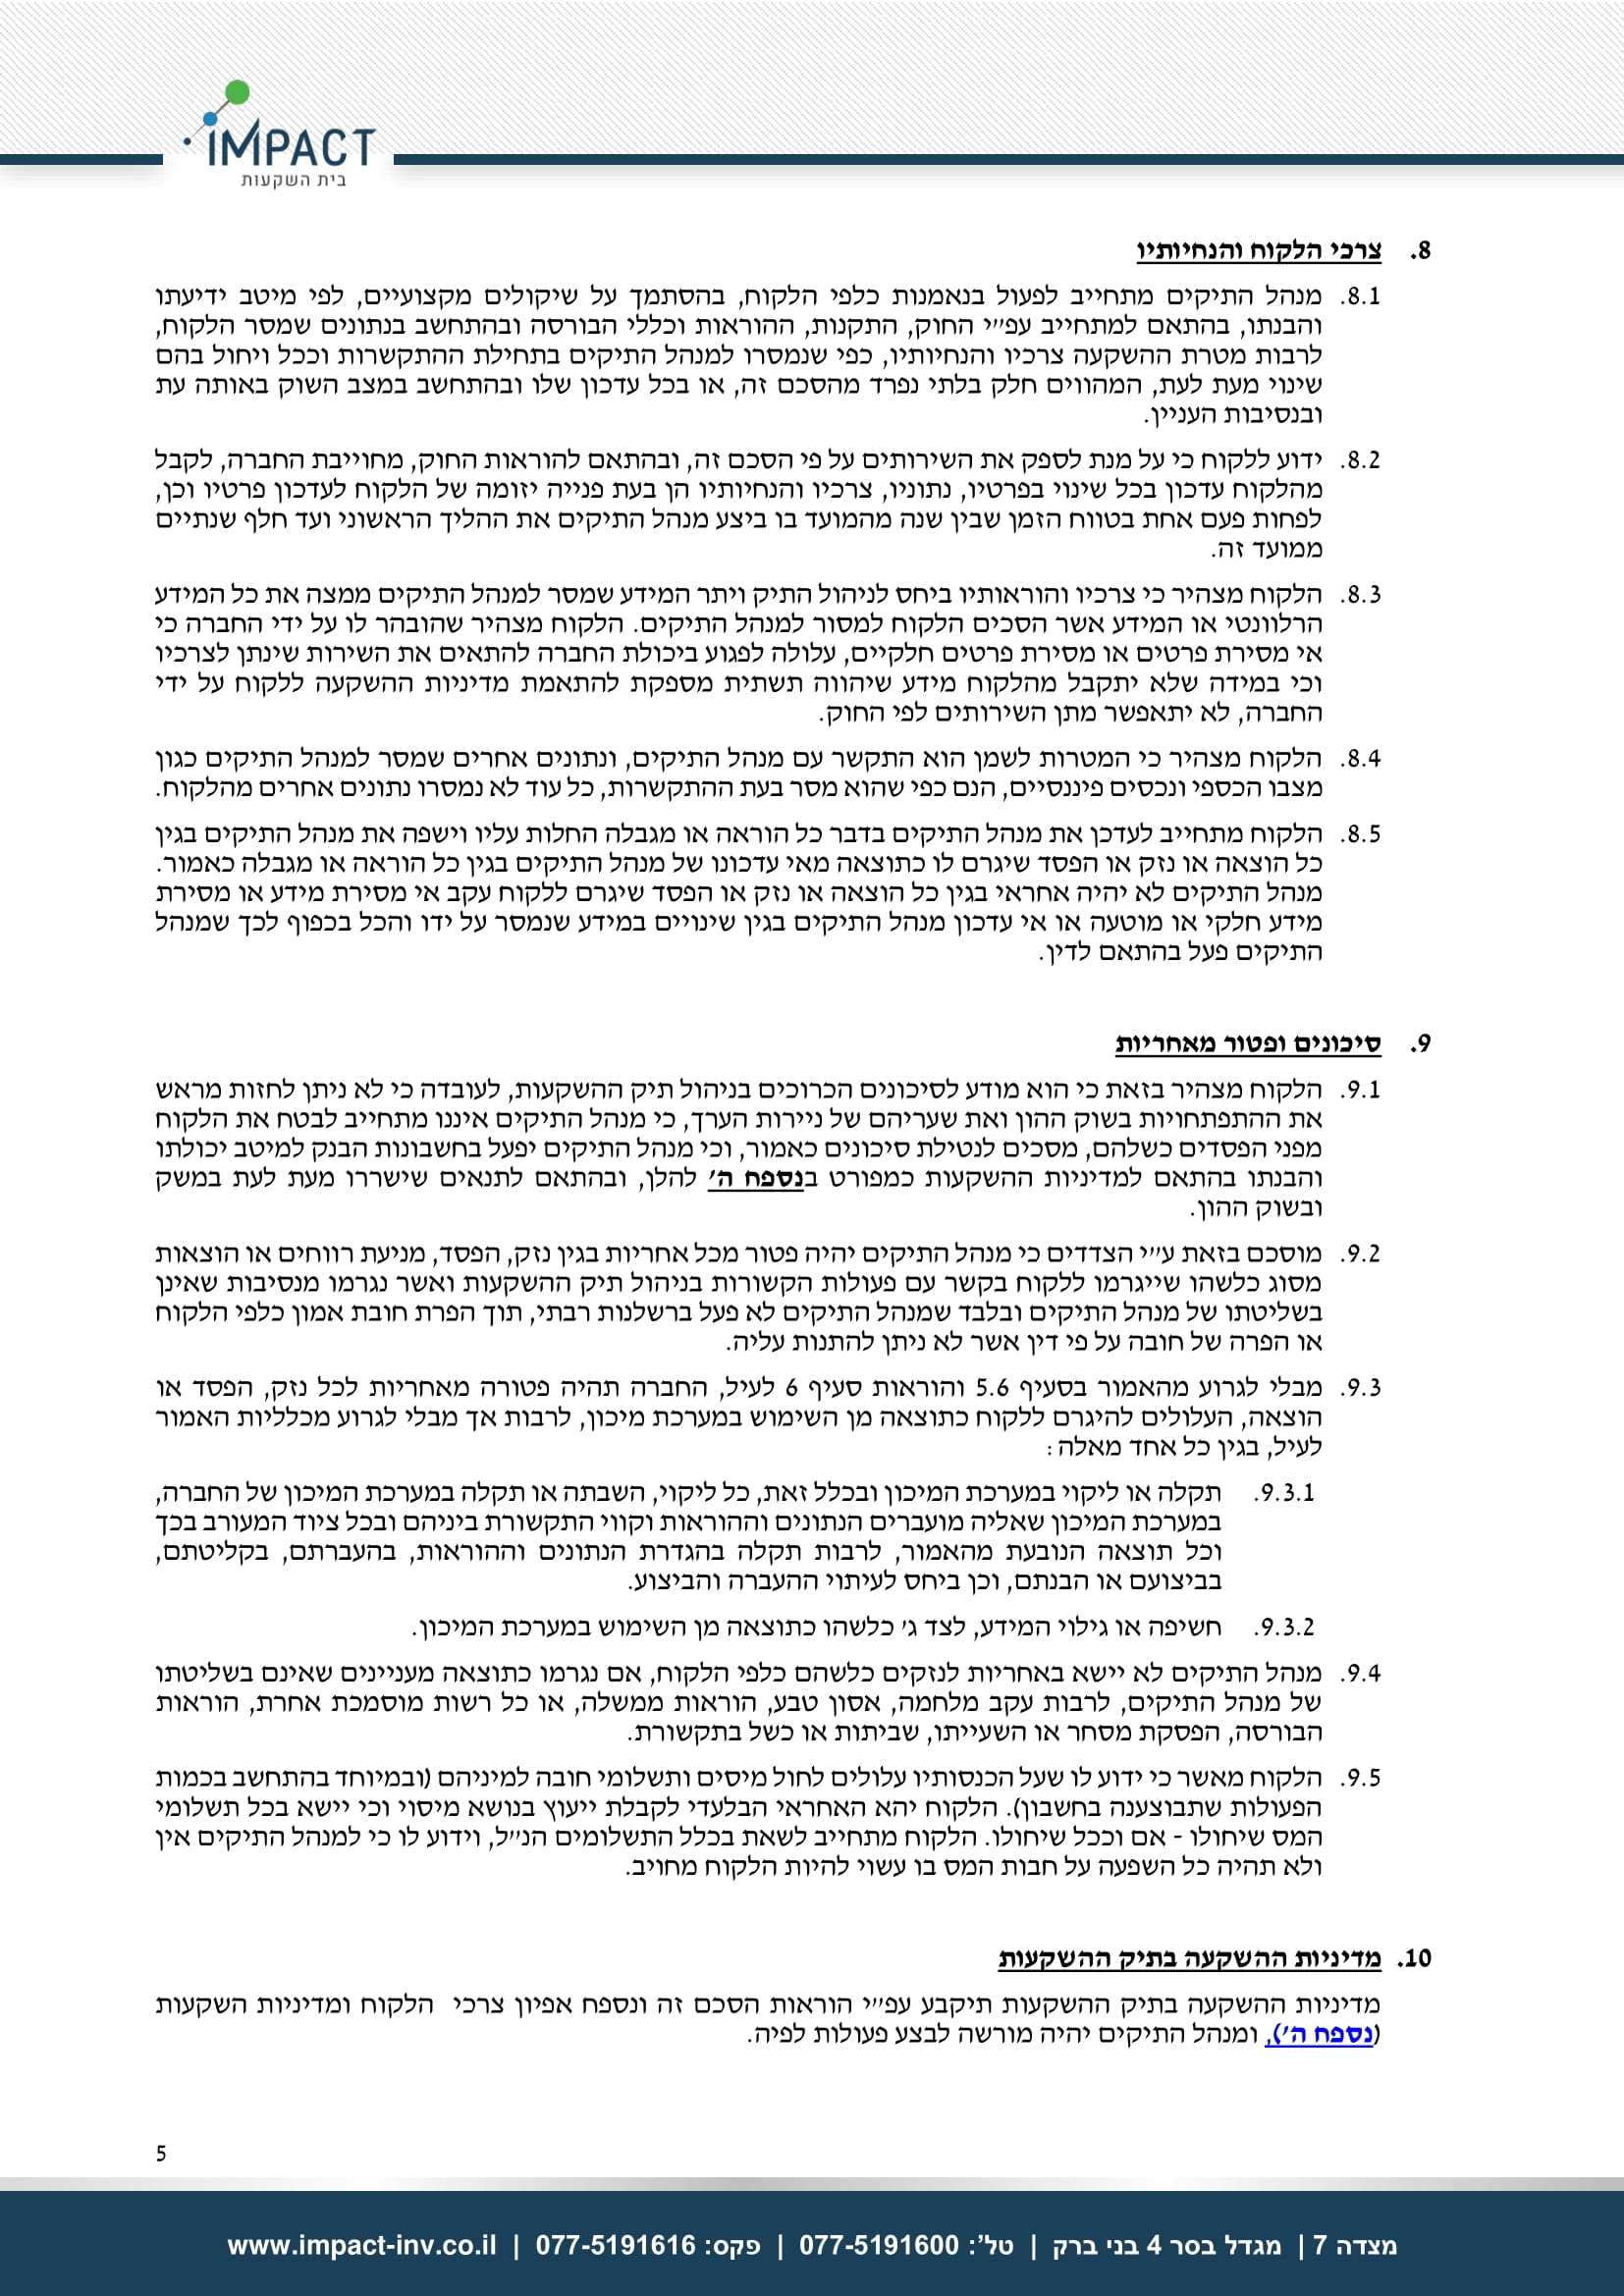 IMPACT
בית השקעות
8. צרכי הלקוח והנחיותיו
8.1. מנהל התיקים מתחייב לפעול בנאמנות כלפי הלקוח, בהסתמך על שיקולים מקצועיים, לפי מיטב ידיעתו
והבנתו, בהתאם למתחייב עפ״י החוק, התקנות, ההוראות וכללי הבורסה ובהתחשב בנתונים שמסר הלקוח,
לרבות מטרת ההשקעה צרכיו והנחיותיו, כפי שנמסרו למנהל התיקים בתחילת ההתקשרות וככל ויחול בהם
שינוי מעת לעת, המהווים חלק בלתי נפרד מהסכם זה, או בכל עדכון שלו ובהתחשב במצב השוק באותה עת
ובנסיבות העניין.
8.2. ידוע ללקוח כי על מנת לספק את השירותים על פי הסכם זה, ובהתאם להוראות החוק, מחוייבת החברה, לקבל
מהלקוח עדכון בכל שינוי בפרטיו, נתוניו, צרכיו והנחיותיו הן בעת פנייה יזומה של הלקוח לעדכון פרטיו וכן,
לפחות פעם אחת בטווח הזמן שבין שנה מהמועד בו ביצע מנהל התיקים את ההליך הראשוני ועד חלף שנתיים
ממועד זה.
8.3. הלקוח מצהיר כי צרכיו והוראותיו ביחס לניהול התיק ויתר המידע שמסר למנהל התיקים ממצה את כל המידע
הרלוונטי או המידע אשר הסכים הלקוח למסור למנהל התיקים. הלקוח מצהיר שהובהר לו על ידי החברה כי
אי מסירת פרטים או מסירת פרטים חלקיים, עלולה לפגוע ביכולת החברה להתאים את השירות שינתן לצרכיו
וכי במידה שלא יתקבל מהלקוח מידע שיהווה תשתית מספקת להתאמת מדיניות ההשקעה ללקוח על ידי
החברה, לא יתאפשר מתן השירותים לפי החוק.
8.4. הלקוח מצהיר כי המטרות לשמן הוא התקשר עם מנהל התיקים, ונתונים אחרים שמסר למנהל התיקים כגון
מצבו הכספי ונכסים פיננסיים, הנם כפי שהוא מסר בעת ההתקשרות, כל עוד לא נמסרו נתונים אחרים מהלקוח.
8.5. הלקוח מתחייב לעדכן את מנהל התיקים בדבר כל הוראה או מגבלה החלות עליו וישפה את מנהל התיקים בגין
כל הוצאה או נזק או הפסד שיגרם לו כתוצאה מאי עדכונו של מנהל התיקים בגין כל הוראה או מגבלה כאמור.
מנהל התיקים לא יהיה אחראי בגין כל הוצאה או נזק או הפסד שיגרם ללקוח עקב אי מסירת מידע או מסירת
מידע חלקי או מוטעה או אי עדכון מנהל התיקים בגין שינויים במידע שנמסר על ידו והכל בכפוף לכך שמנהל
התיקים פעל בהתאם לדין.
9. סיכונים ופטור מאחריות
9.1. הלקוח מצהיר בזאת כי הוא מודע לסיכונים הכרוכים בניהול תיק ההשקעות, לעובדה כי לא ניתן לחזות מראש
את ההתפתחויות בשוק ההון ואת שעריהם של ניירות הערך, כי מנהל התיקים איננו מתחייב לבטח את הלקוח
מפני הפסדים כשלהם, מסכים לנטילת סיכונים כאמור, וכי מנהל התיקים יפעל בחשבונות הבנק למיטב יכולתו
והבנתו בהתאם למדיניות ההשקעות כמפורט בנספח ה׳ להלן, ובהתאם לתנאים שישררו מעת לעת במשק
ובשוק ההון.
9.2. מוסכם בזאת ע״י הצדדים כי מנהל התיקים יהיה פטור מכל אחריות בגין נזק, הפסד, מניעת רווחים או הוצאות
מסוג כלשהו שייגרמו ללקוח בקשר עם פעולות הקשורות בניהול תיק ההשקעות ואשר נגרמו מנסיבות שאינן
בשליטתו של מנהל התיקים ובלבד שמנהל התיקים לא פעל ברשלנות רבתי, תוך הפרת חובת אמון כלפי הלקוח
או הפרה של חובה על פי דין אשר לא ניתן להתנות עליה.
9.3. מבלי לגרוע מהאמור בסעיף 5.6 והוראות סעיף 6 לעיל, החברה תהיה פטורה מאחריות לכל נזק, הפסד או
הוצאה, העלולים להיגרם ללקוח כתוצאה מן השימוש במערכת מיכון, לרבות אך מבלי לגרוע מכלליות האמור
לעיל, בגין כל אחד מאלה:
9.3.1. תקלה או ליקוי במערכת המיכון ובכלל זאת, כל ליקוי, השבתה או תקלה במערכת המיכון של החברה,
במערכת המיכון שאליה מועברים הנתונים וההוראות וקווי התקשורת ביניהם ובכל ציוד המעורב בכך
וכל תוצאה הנובעת מהאמור, לרבות תקלה בהגדרת הנתונים וההוראות, בהעברתם, בקליטתם,
בביצועם או הבנתם, וכן ביחס לעיתוי ההעברה והביצוע.
9.3.2. חשיפה או גילוי המידע, לצד ג׳ כלשהו כתוצאה מן השימוש במערכת המיכון.
9.4. מנהל התיקים לא יישא באחריות לנזקים כלשהם כלפי הלקוח, אם נגרמו כתוצאה מעניינים שאינם בשליטתו
של מנהל התיקים, לרבות עקב מלחמה, אסון טבע, הוראות ממשלה, או כל רשות מוסמכת אחרת, הוראות
הבורסה, הפסקת מסחר או השעייתו, שביתות או כשל בתקשורת.
9.5. הלקוח מאשר כי ידוע לו שעל הכנסותיו עלולים לחול מיסים ותשלומי חובה למיניהם (ובמיוחד בהתחשב בכמות
הפעולות שתבוצענה בחשבון). הלקוח יהא האחראי הבלעדי לקבלת ייעוץ בנושא מיסוי וכי יישא בכל תשלומי
המס שיחולו - אם וככל שיחולו. הלקוח מתחייב לשאת בכלל התשלומים הנ״ל, וידוע לו כי למנהל התיקים אין
ולא תהיה כל השפעה על חבות המס בו עשוי להיות הלקוח מחויב.
10. מדיניות ההשקעה בתיק ההשקעות
מדיניות ההשקעה בתיק ההשקעות תיקבע עפ״י הוראות הסכם זה ונספח אפיון צרכי הלקוח ומדיניות השקעות
(נספח ה׳), ומנהל התיקים יהיה מורשה לבצע פעולות לפיה.
5
מצדה 7 | מגדל בסר 4 בני ברק | טל׳: 077-5191600 | פקס: 077-5191616 | www.impact-inv.co.il